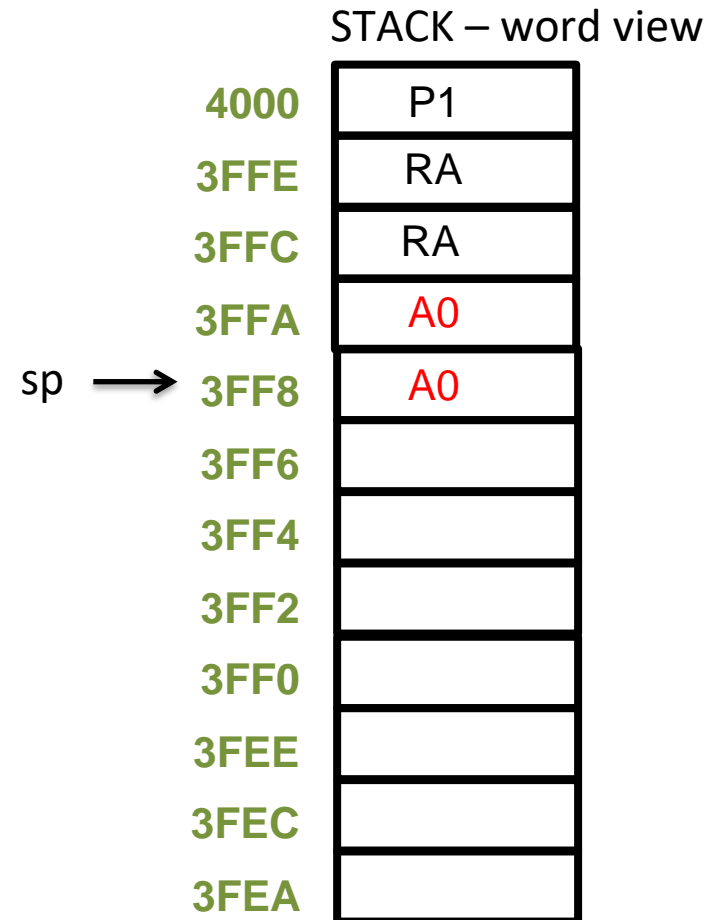 STACK – word view
4000 P1
3FFE RA
3FFC RA
3FFA A0
sp 3FF8 A0
3FF6
3FF4
3FF2
3FF0
3FEE
3FEC
3FEA